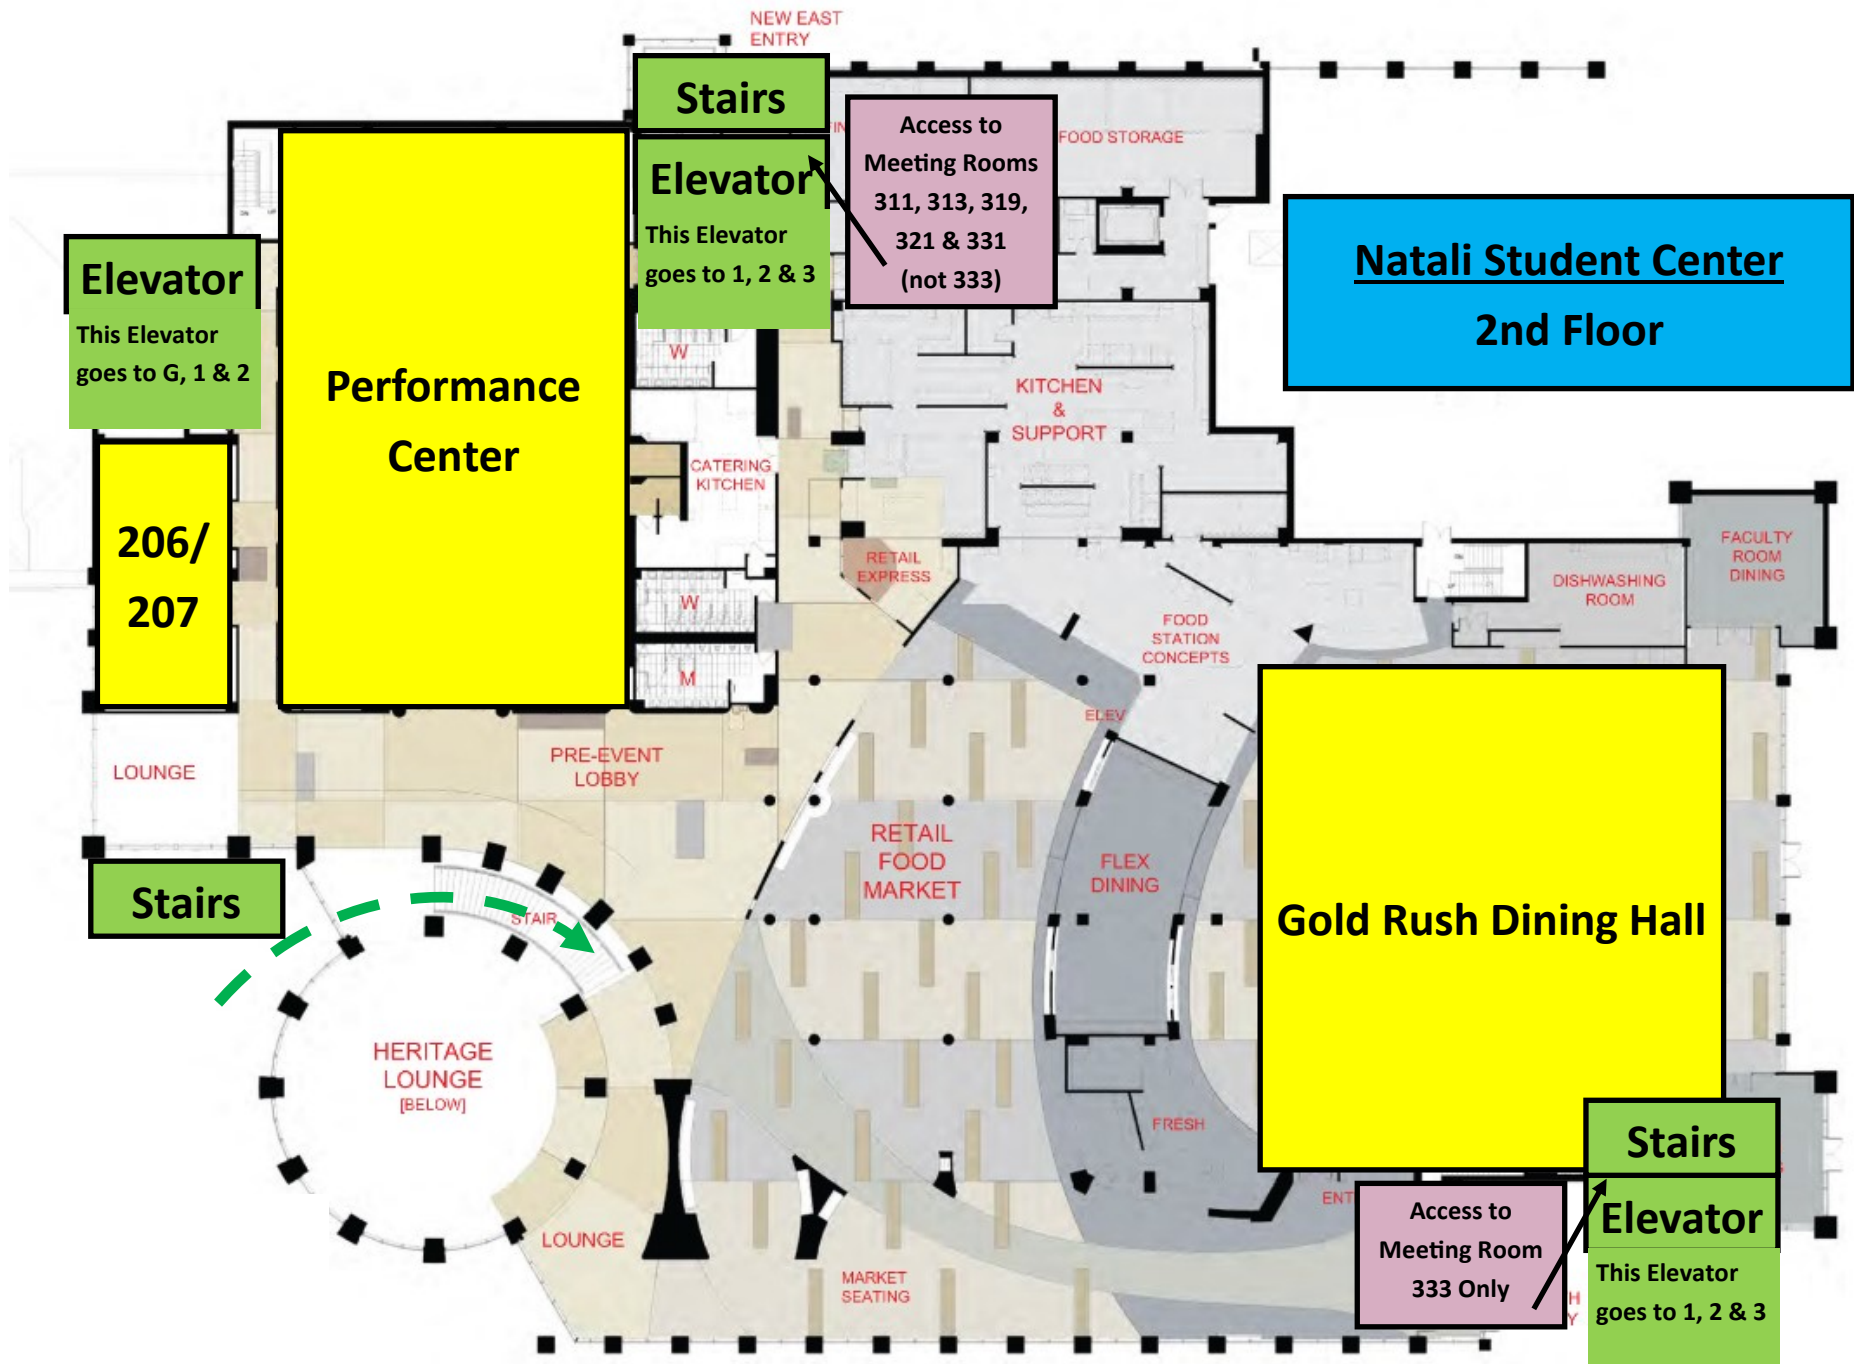 NEW EAST
ENTRY
Stairs
Elevator
This Elevator
goes to 1, 2 & 3
Access to
Meeting Rooms
311, 313, 319,
321 & 331
(not 333)
FOOD STORAGE
Natali Student Center
2nd Floor
Elevator
This Elevator
goes to G, 1 & 2
Performance
Center
206/
207
W
CATERING
KITCHEN
W
M
KITCHEN
&
SUPPORT
RETAIL
EXPRESS
FOOD
STATION
CONCEPTS
DISHWASHING
ROOM
FACULTY
ROOM
DINING
LOUNGE
PRE-EVENT
LOBBY
ELEV
RETAIL
FOOD
MARKET
FLEX
DINING
Gold Rush Dining Hall
Stairs
STAIR
HERITAGE
LOUNGE
[BELOW]
FRESH
LOUNGE
MARKET
SEATING
ENT
Access to
Meeting Room
333 Only
Stairs
Elevator
This Elevator
goes to 1, 2 & 3
H
Y